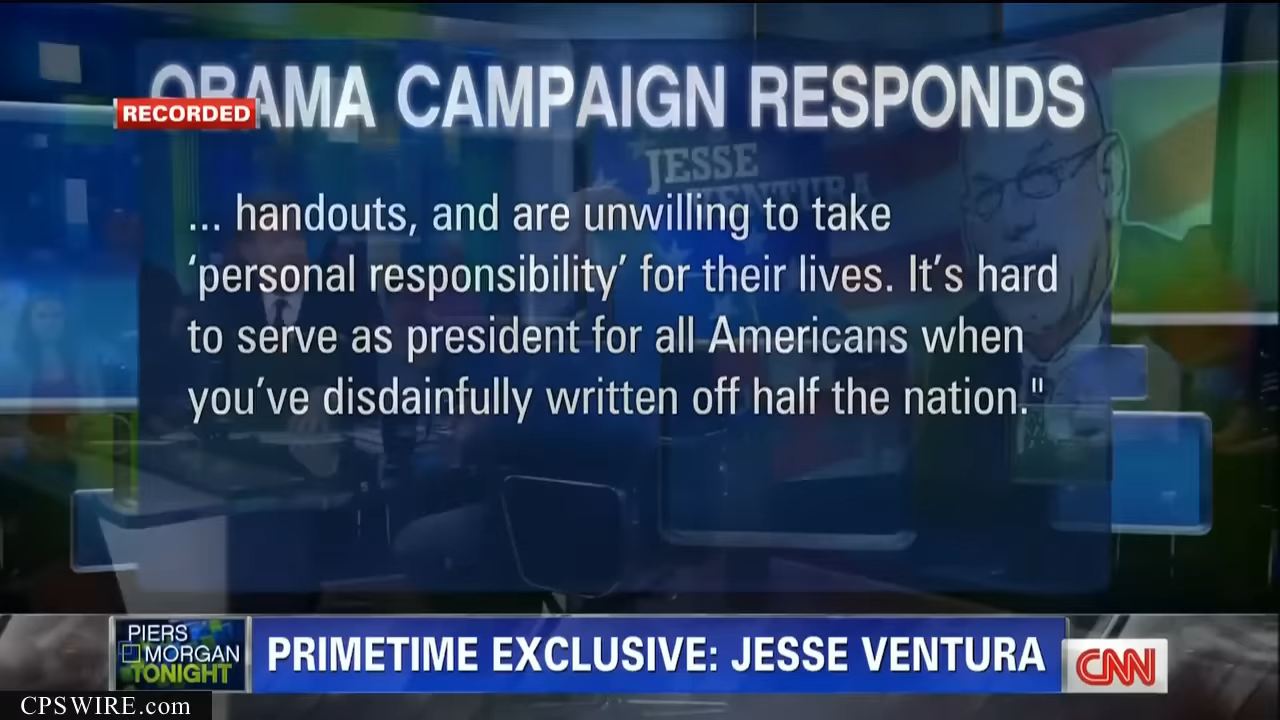 OBAMA CAMPAIGN RESPONDS
RECORDED
JESSE
VENTURA
... handouts, and are unwilling to take
‘personal responsibility’ for their lives. It’s hard
to serve as president for all Americans when
you’ve disdainfully written off half the nation."
PIERS
MORGAN
TONIGHT
PRIMETIME EXCLUSIVE: JESSE VENTURA
CNN
CPSWIRE.com